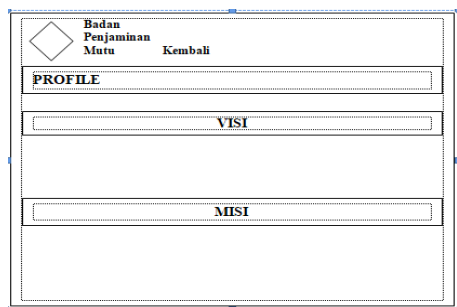 Badan
Penjaminan
Mutu Kembali
PROFILE
VISI
MISI